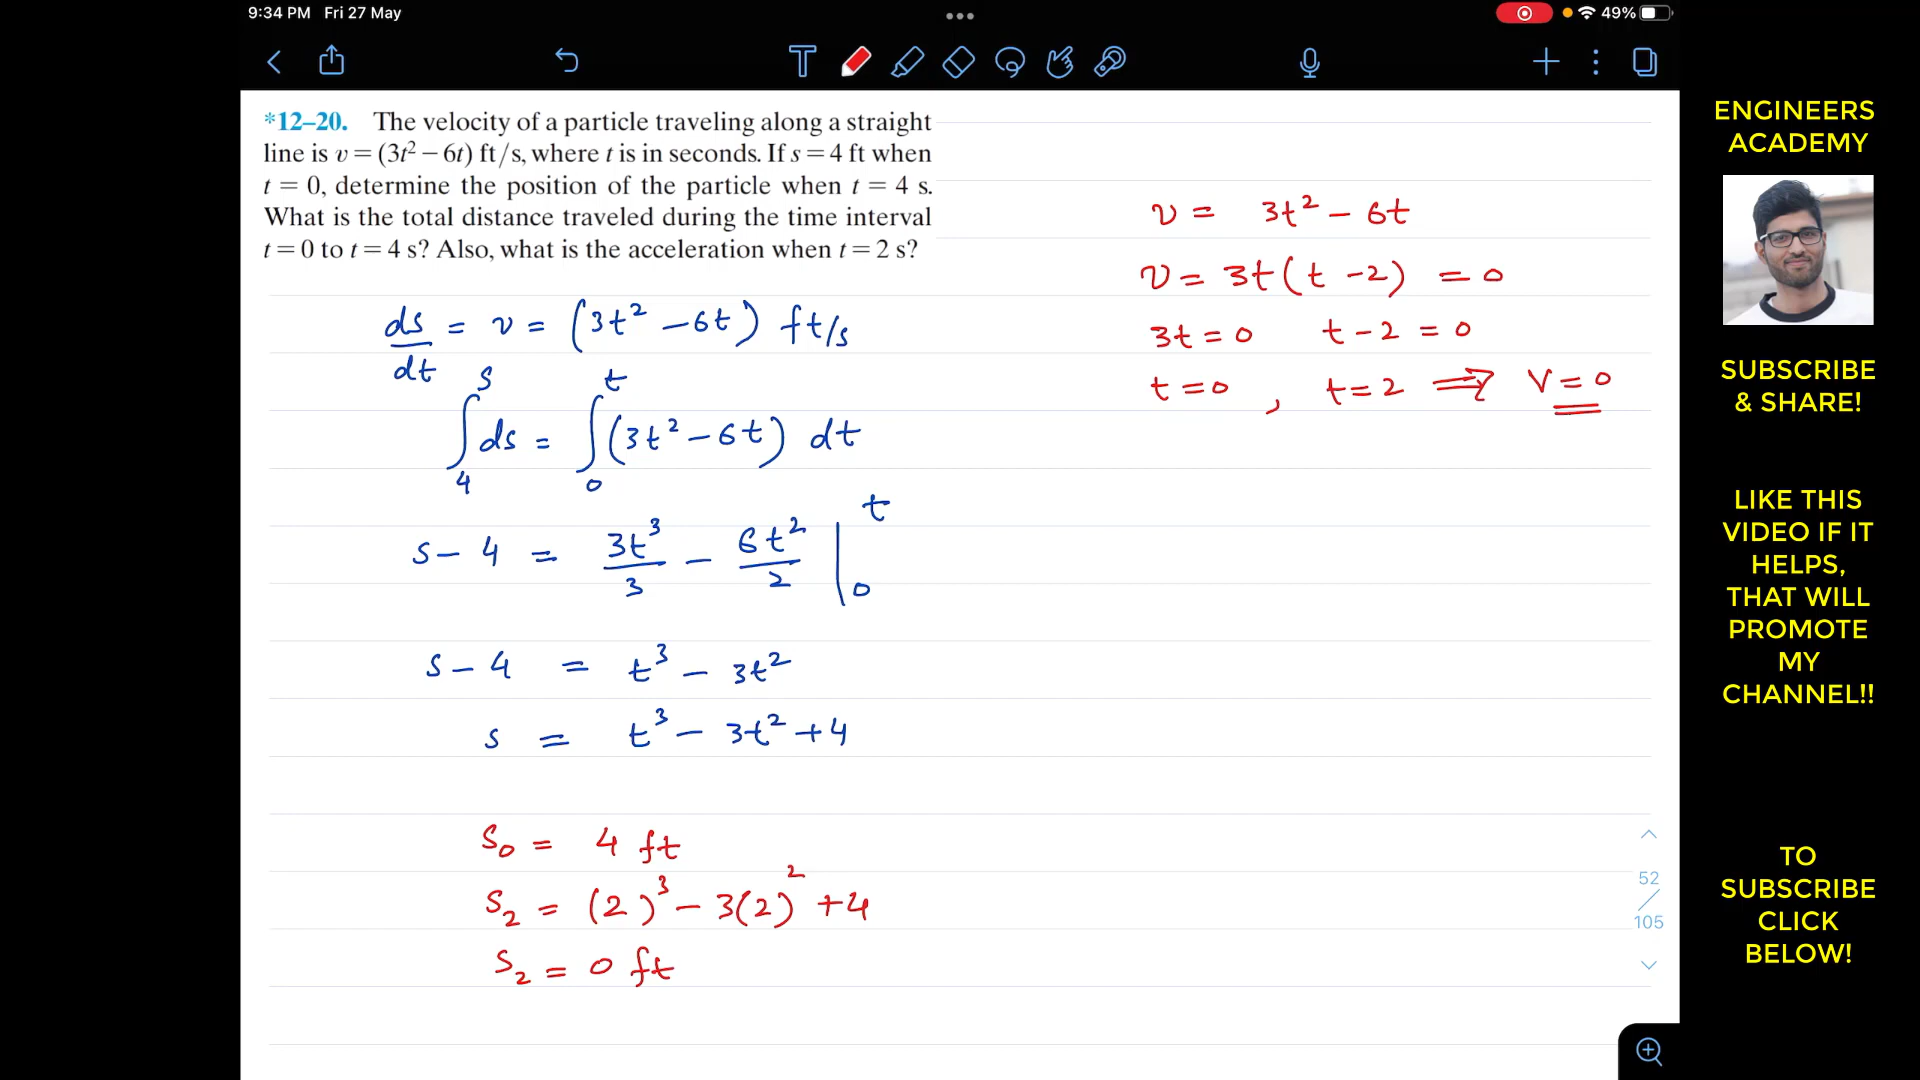 9:34 PM Fri 27 May
49%
*12–20. The velocity of a particle traveling along a straight
line is v = (3t² – 6t) ft/s, where t is in seconds. If s = 4 ft when
t = 0, determine the position of the particle when t = 4 s.
What is the total distance traveled during the time interval
t = 0 to t = 4 s? Also, what is the acceleration when t = 2 s?
ds/dt = v = (3t² – 6t) ft/s
∫₄ˢ ds = ∫₀ᵗ (3t² – 6t) dt
s – 4 = 3t³/3 – 6t²/2 |₀ᵗ
s – 4 = t³ – 3t²
s = t³ – 3t² + 4
s₀ = 4 ft
s₂ = (2)³ – 3(2)² + 4
s₂ = 0 ft
v = 3t² – 6t
v = 3t(t – 2) = 0
3t = 0 t – 2 = 0
t = 0 , t = 2 ⇒ v = 0
52
/
105
ENGINEERS
ACADEMY
SUBSCRIBE
& SHARE!
LIKE THIS
VIDEO IF IT
HELPS,
THAT WILL
PROMOTE
MY
CHANNEL!!
TO
SUBSCRIBE
CLICK
BELOW!